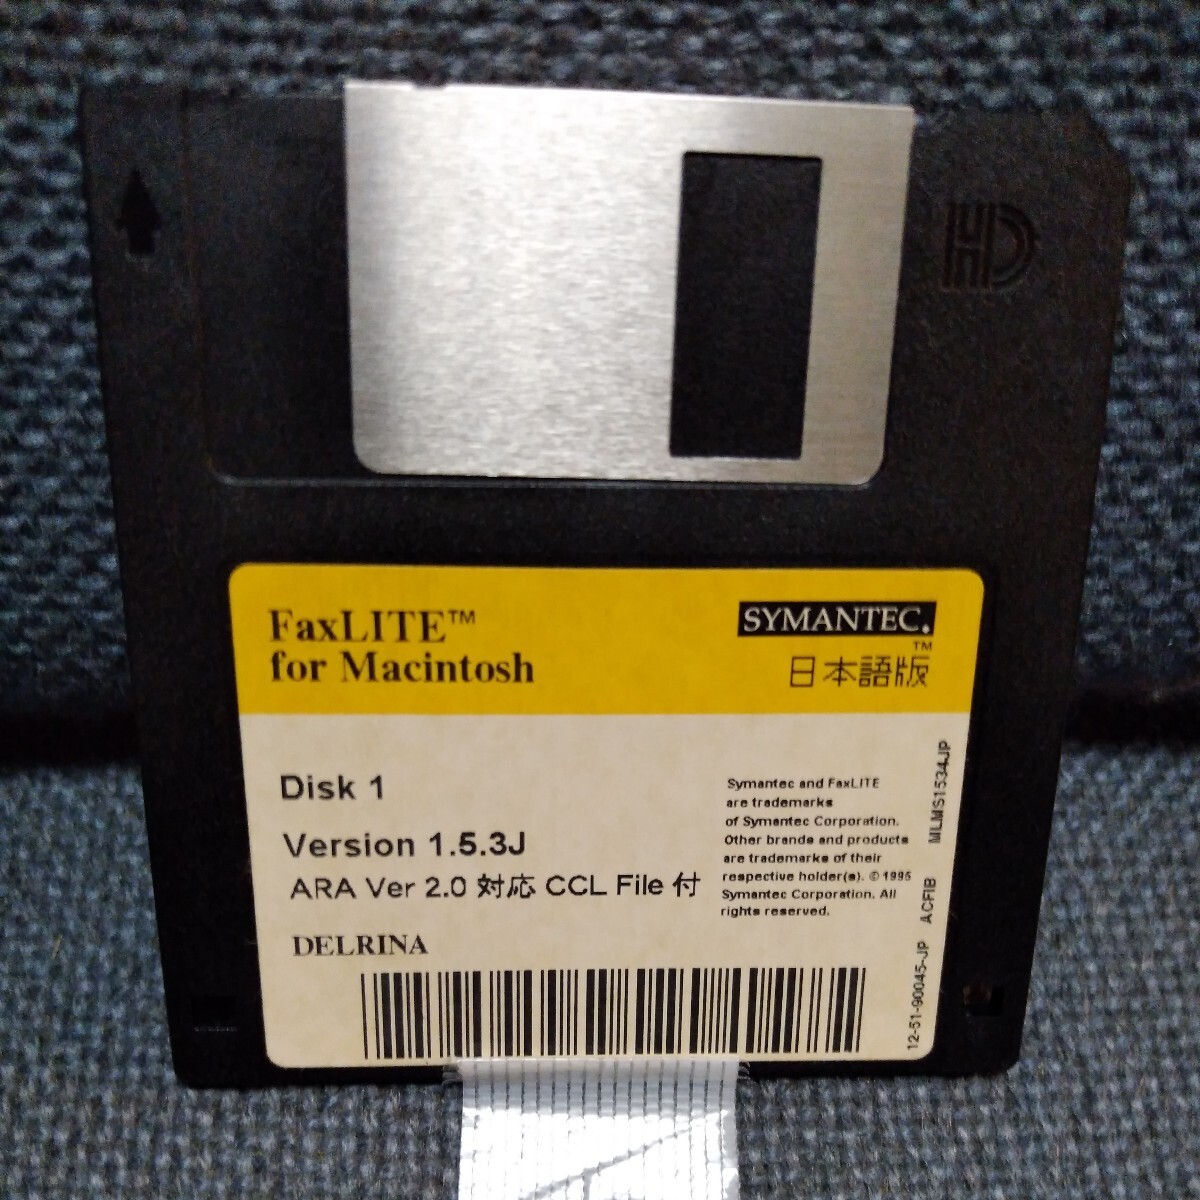 HD
FaxLITE™
for Macintosh
SYMANTEC.
™
日本語版
Disk 1
Version 1.5.3J
ARA Ver 2.0 対応 CCL File 付
DELRINA
Symantec and FaxLITE
are trademarks
of Symantec Corporation.
Other brands and products
are trademarks of their
respective holder(s). © 1995
Symantec Corporation. All
rights reserved.
12-51-90045-JP ACFIB MLMS1534JP